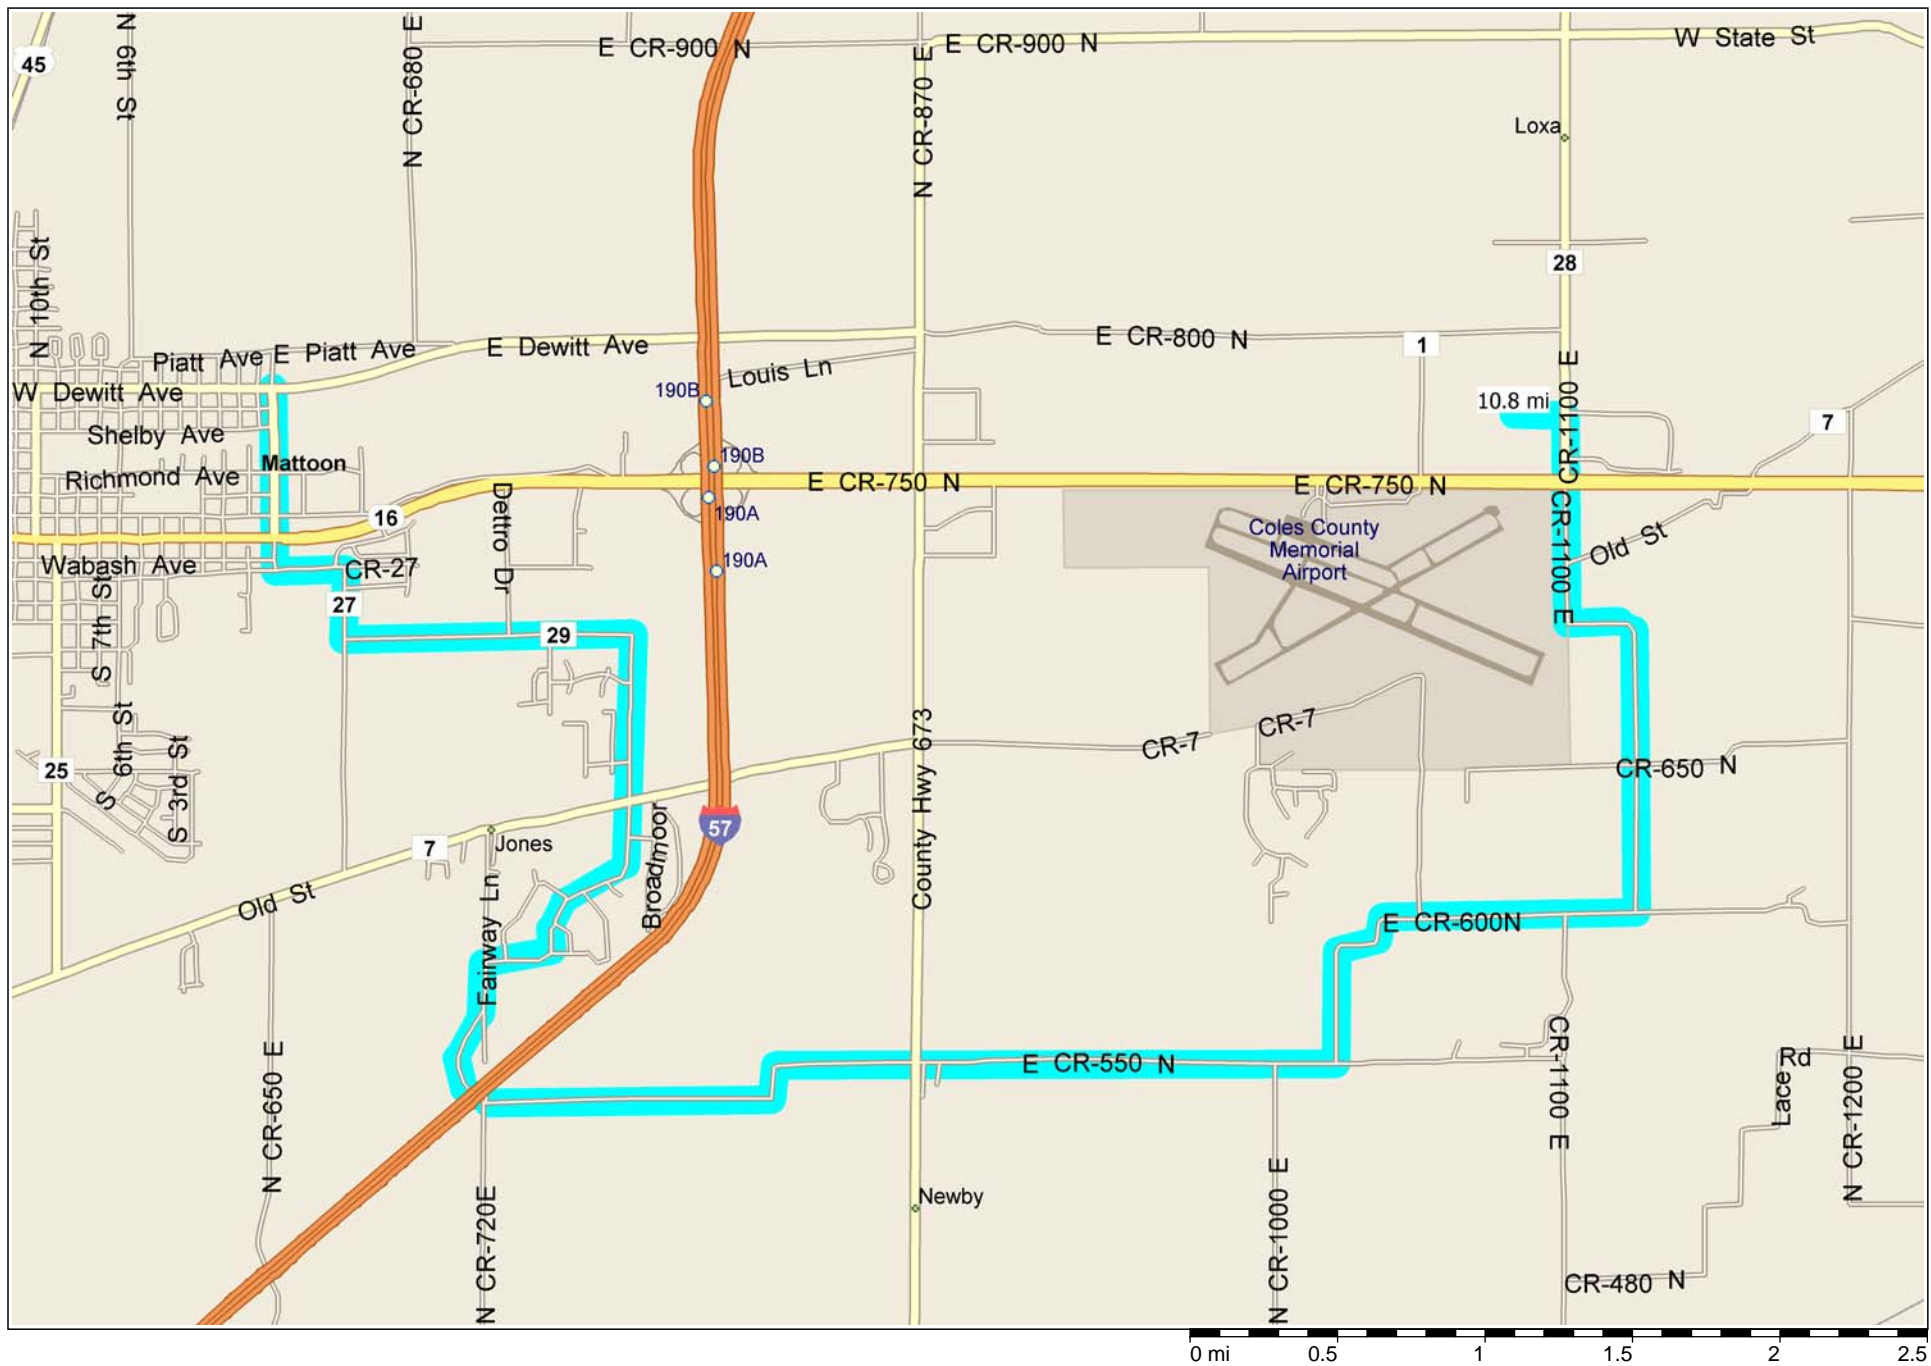 45
N 6th St
N CR-680 E
E CR-900 N
N CR-870 E
E CR-900 N
W State St
Loxa
28
N 10th St
Piatt Ave
E Piatt Ave
E Dewitt Ave
E CR-800 N
1
W Dewitt Ave
190B
Louis Ln
10.8 mi
CR-1100 E
7
Shelby Ave
Mattoon
190B
Richmond Ave
E CR-750 N
E CR-750 N
16
Dettro Dr
190A
Coles County
Memorial
Airport
CR-1100 E
Old St
Wabash Ave
CR-27
190A
27
S 7th St
29
S 6th St
S 3rd St
25
County Hwy 673
CR-7
CR-7
CR-650 N
57
7
Jones
Broadmoor
Old St
Fairway Ln
E CR-600N
N CR-650 E
E CR-550 N
CR-1100 E
Lace Rd
N CR-1200 E
Newby
N CR-720E
N CR-1000 E
CR-480 N
0 mi 0.5 1 1.5 2 2.5